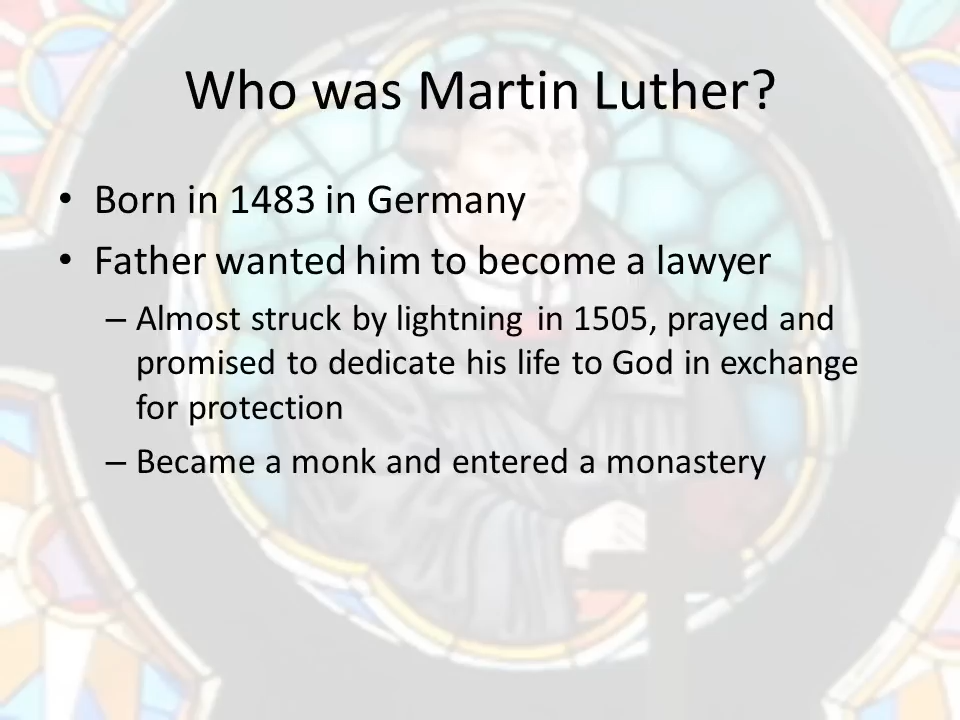 Who was Martin Luther?
• Born in 1483 in Germany
• Father wanted him to become a lawyer
– Almost struck by lightning in 1505, prayed and
promised to dedicate his life to God in exchange
for protection
– Became a monk and entered a monastery